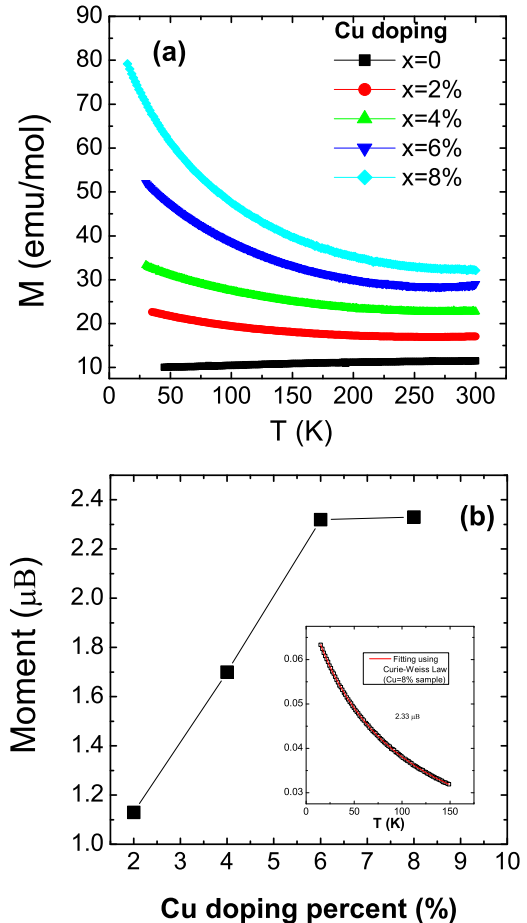 90
80
70
60
50
40
30
20
10
M (emu/mol)
(a)
Cu doping
x=0
x=2%
x=4%
x=6%
x=8%
0 50 100 150 200 250 300
T (K)
2.4
2.2
2.0
1.8
1.6
1.4
1.2
1.0
Moment (μB)
(b)
0.06
0.05
0.04
0.03
Fitting using
Curie-Weiss Law
(Cu=8% sample)
2.33 μB
0 50 100 150
T (K)
2 3 4 5 6 7 8 9 10
Cu doping percent (%)